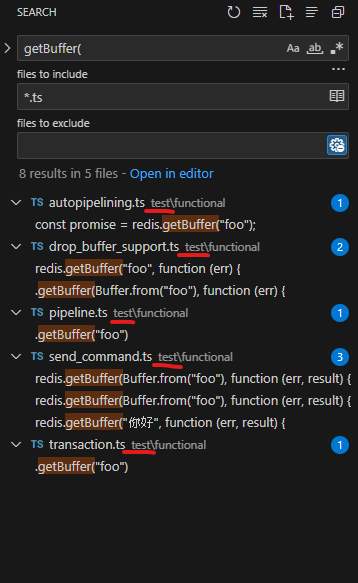 SEARCH
getBuffer(
Aa ab .*
files to include
...
*.ts
files to exclude
8 results in 5 files - Open in editor
TS autopipelining.ts test\functional 1
const promise = redis.getBuffer("foo");
TS drop_buffer_support.ts test\functional 2
redis.getBuffer("foo", function (err) {
.getBuffer(Buffer.from("foo"), function (err) {
TS pipeline.ts test\functional 1
.getBuffer("foo")
TS send_command.ts test\functional 3
redis.getBuffer(Buffer.from("foo"), function (err, result) {
redis.getBuffer(Buffer.from("foo"), function (err, result) {
redis.getBuffer("你好", function (err, result) {
TS transaction.ts test\functional 1
.getBuffer("foo")